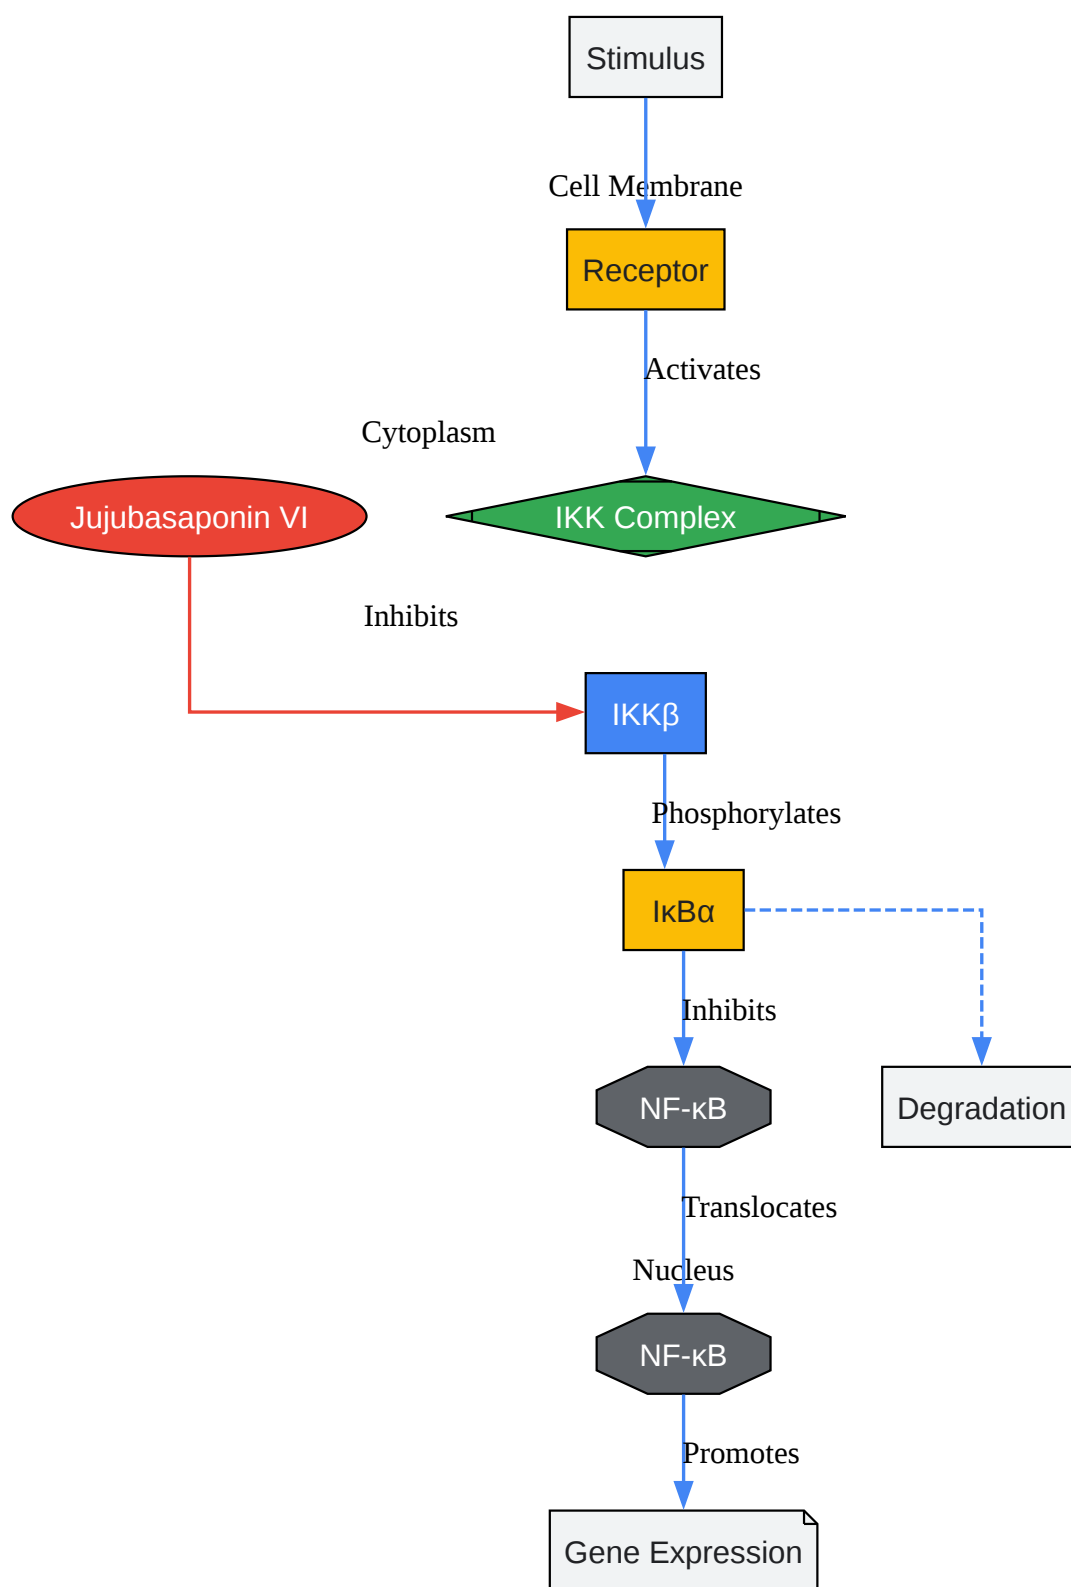 Stimulus
Cell Membrane
Receptor
Activates
Cytoplasm
Jujubasaponin VI
IKK Complex
Inhibits
IKKβ
Phosphorylates
IκBα
Inhibits
NF-κB
Degradation
Translocates
Nucleus
NF-κB
Promotes
Gene Expression